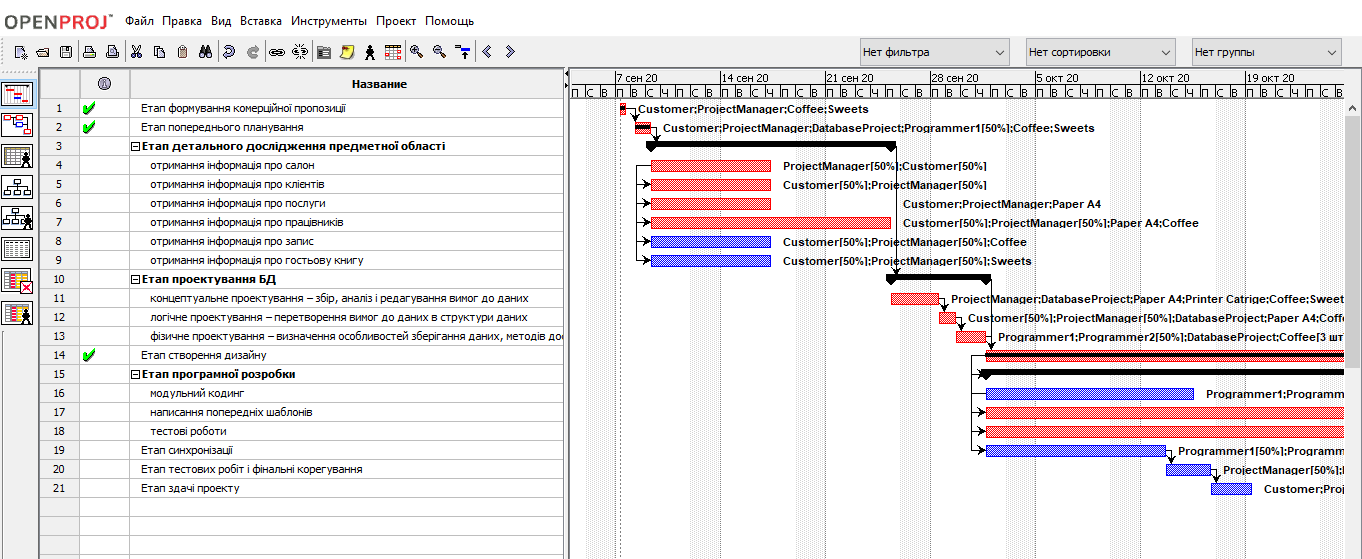 OPENPROJ™ Файл Правка Вид Вставка Инструменты Проект Помощь
Нет фильтра Нет сортировки Нет группы
Название
7 сен 20 14 сен 20 21 сен 20 28 сен 20 5 окт 20 12 окт 20 19 окт 20
1 Етап формування комерційної пропозиції Customer;ProjectManager;Coffee;Sweets
2 Етап попереднього планування Customer;ProjectManager;DatabaseProject;Programmer1[50%];Coffee;Sweets
3 Етап детального дослідження предметної області
4 отримання інформація про салон ProjectManager[50%];Customer[50%]
5 отримання інформація про клієнтів Customer[50%];ProjectManager[50%]
6 отримання інформація про послуги Customer;ProjectManager;Paper A4
7 отримання інформація про працівників Customer[50%];ProjectManager[50%];Paper A4;Coffee
8 отримання інформація про запис Customer[50%];ProjectManager[50%];Coffee
9 отримання інформація про гостьову книгу Customer[50%];ProjectManager[50%];Sweets
10 Етап проектування БД
11 концептуальне проектування – збір, аналіз і редагування вимог до даних ProjectManager;DatabaseProject;Paper A4;Printer Catrige;Coffee;Sweet
12 логічне проектування – перетворення вимог до даних в структури даних Customer[50%];ProjectManager[50%];DatabaseProject;Paper A4;Coff
13 фізичне проектування – визначення особливостей зберігання даних, методів дос Programmer1;Programmer2[50%];DatabaseProject;Coffee[3 шт
14 Етап створення дизайну
15 Етап програмної розробки
16 модульний кодинг Programmer1;Programm
17 написання попередніх шаблонів
18 тестові роботи
19 Етап синхронізації Programmer1[50%];Programm
20 Етап тестових робіт і фінальні корегування ProjectManager[50%];
21 Етап здачі проекту Customer;Proj